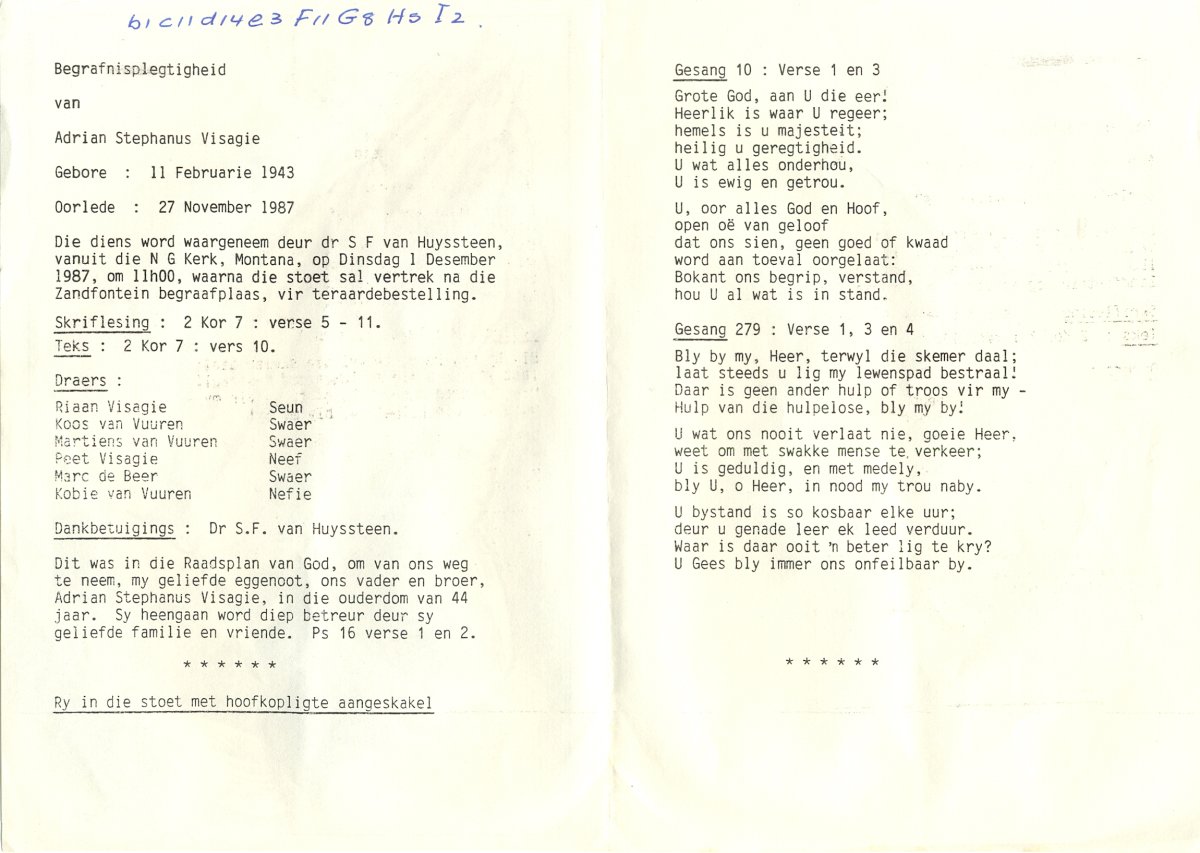 b1 c11 d14 e3 F11 G8 H5 I2.
Begrafnisplegtigheid
van
Adrian Stephanus Visagie
Gebore : 11 Februarie 1943
Oorlede : 27 November 1987
Die diens word waargeneem deur dr S F van Huyssteen,
vanuit die N G Kerk, Montana, op Dinsdag 1 Desember
1987, om 11h00, waarna die stoet sal vertrek na die
Zandfontein begraafplaas, vir teraardebestelling.
Skriflesing : 2 Kor 7 : verse 5 - 11.
Teks : 2 Kor 7 : vers 10.
Draers :
Riaan Visagie Seun
Koos van Vuuren Swaer
Martiens van Vuuren Swaer
Peet Visagie Neef
Marc de Beer Swaer
Kobie van Vuuren Nefie
Dankbetuigings : Dr S.F. van Huyssteen.
Dit was in die Raadsplan van God, om van ons weg
te neem, my geliefde eggenoot, ons vader en broer,
Adrian Stephanus Visagie, in die ouderdom van 44
jaar. Sy heengaan word diep betreur deur sy
geliefde familie en vriende. Ps 16 verse 1 en 2.
* * * * * *
Ry in die stoet met hoofkopligte aangeskakel
Gesang 10 : Verse 1 en 3
Grote God, aan U die eer!
Heerlik is waar U regeer;
hemels is u majesteit;
heilig u geregtigheid.
U wat alles onderhou,
U is ewig en getrou.
U, oor alles God en Hoof,
open oë van geloof
dat ons sien, geen goed of kwaad
word aan toeval oorgelaat:
Bokant ons begrip, verstand,
hou U al wat is in stand.
Gesang 279 : Verse 1, 3 en 4
Bly by my, Heer, terwyl die skemer daal;
laat steeds u lig my lewenspad bestraal!
Daar is geen ander hulp of troos vir my -
Hulp van die hulpelose, bly my by!
U wat ons nooit verlaat nie, goeie Heer,
weet om met swakke mense te verkeer;
U is geduldig, en met medely,
bly U, o Heer, in nood my trou naby.
U bystand is so kosbaar elke uur;
deur u genade leer ek leed verduur.
Waar is daar ooit 'n beter lig te kry?
U Gees bly immer ons onfeilbaar by.
* * * * * *